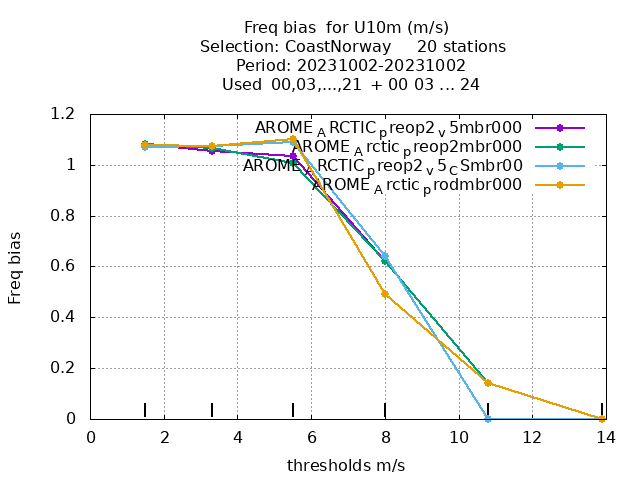 Freq bias  for U10m (m/s)
Selection: CoastNorway     20 stations
Period: 20231002-20231002
Used  00,03,...,21  + 00 03 ... 24
AROME_ARCTIC_preop2_v5mbr000
AROME_Arctic_preop2mbr000
AROME_ARCTIC_preop2_v5_CSmbr00
AROME_Arctic_prodmbr000
1.2
1
0.8
0.6
0.4
0.2
0
Freq bias
0 2 4 6 8 10 12 14
thresholds m/s